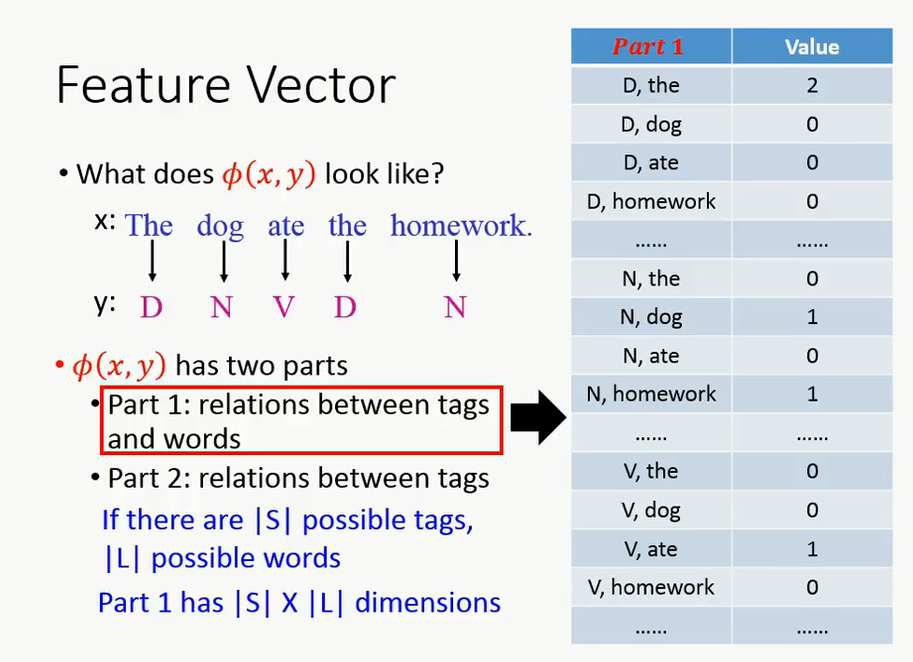 Feature Vector
• What does ϕ(x, y) look like?
x: The dog ate the homework.
y: D N V D N
• ϕ(x, y) has two parts
• Part 1: relations between tags
and words
• Part 2: relations between tags
If there are |S| possible tags,
|L| possible words
Part 1 has |S| X |L| dimensions
Part 1 Value
D, the 2
D, dog 0
D, ate 0
D, homework 0
...... ......
N, the 0
N, dog 1
N, ate 0
N, homework 1
...... ......
V, the 0
V, dog 0
V, ate 1
V, homework 0
...... ......